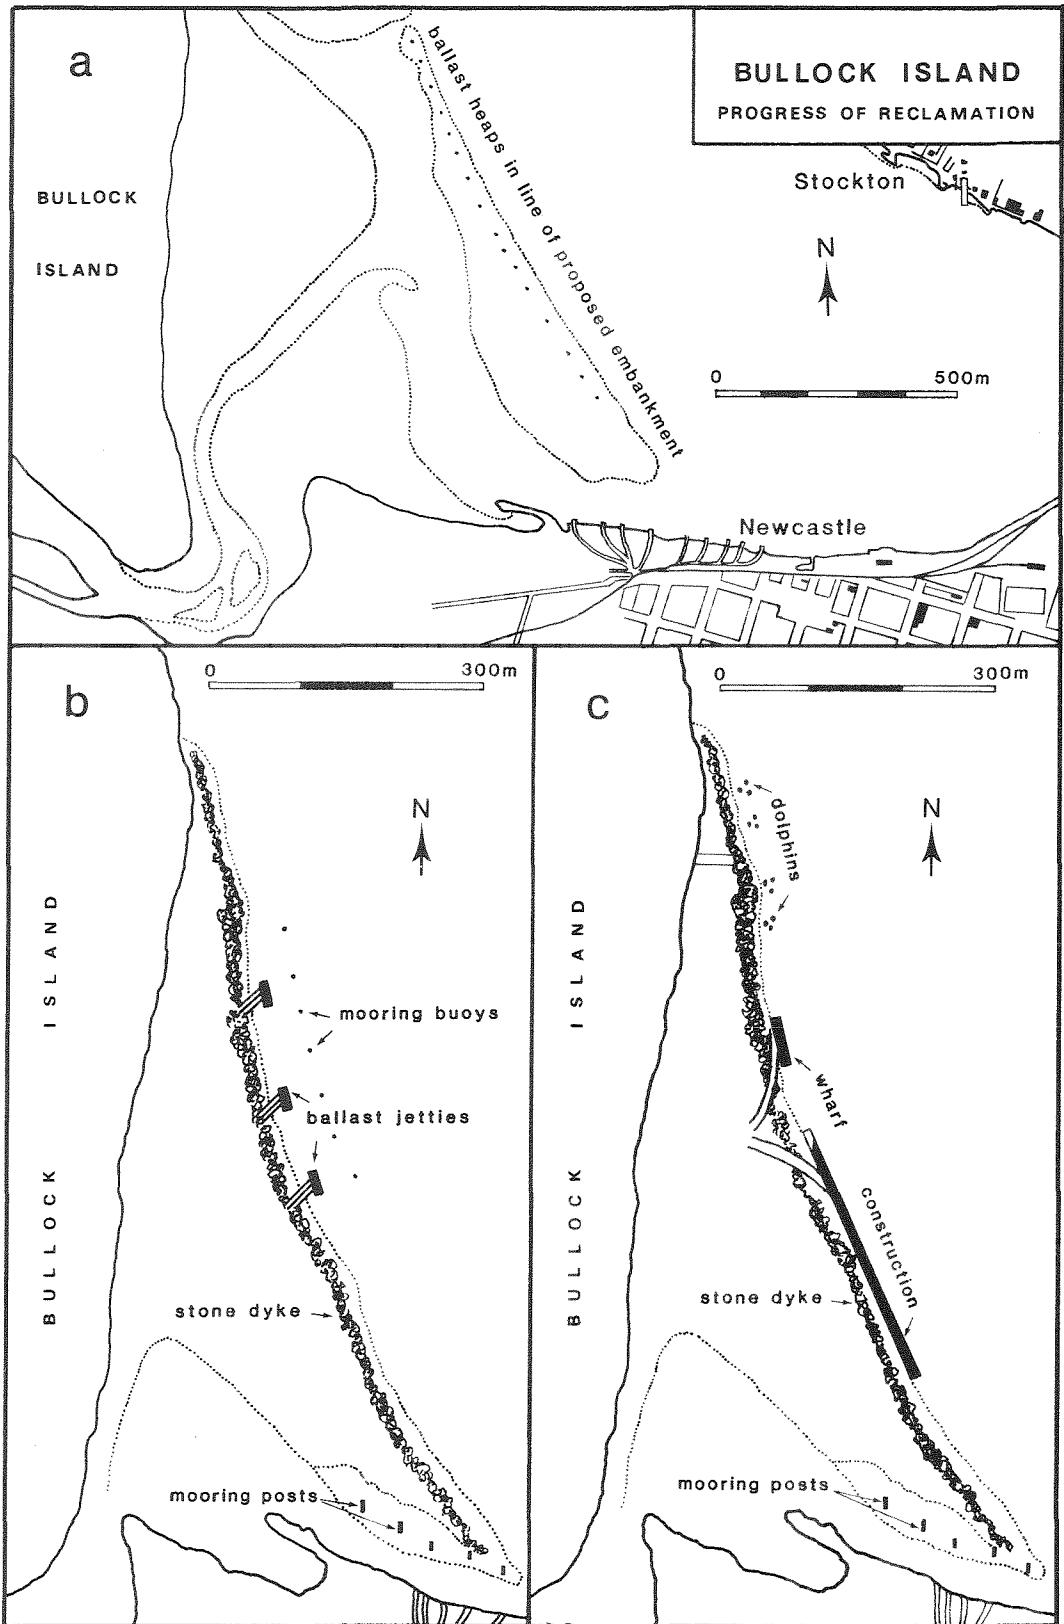 a
BULLOCK ISLAND
PROGRESS OF RECLAMATION
ballast heaps in line of proposed embankment
Stockton
BULLOCK
ISLAND
N
0 500m
Newcastle
b
0 300m
N
BULLOCK ISLAND
mooring buoys
ballast jetties
stone dyke
mooring posts
c
0 300m
N
dolphins
BULLOCK ISLAND
wharf
construction
stone dyke
mooring posts